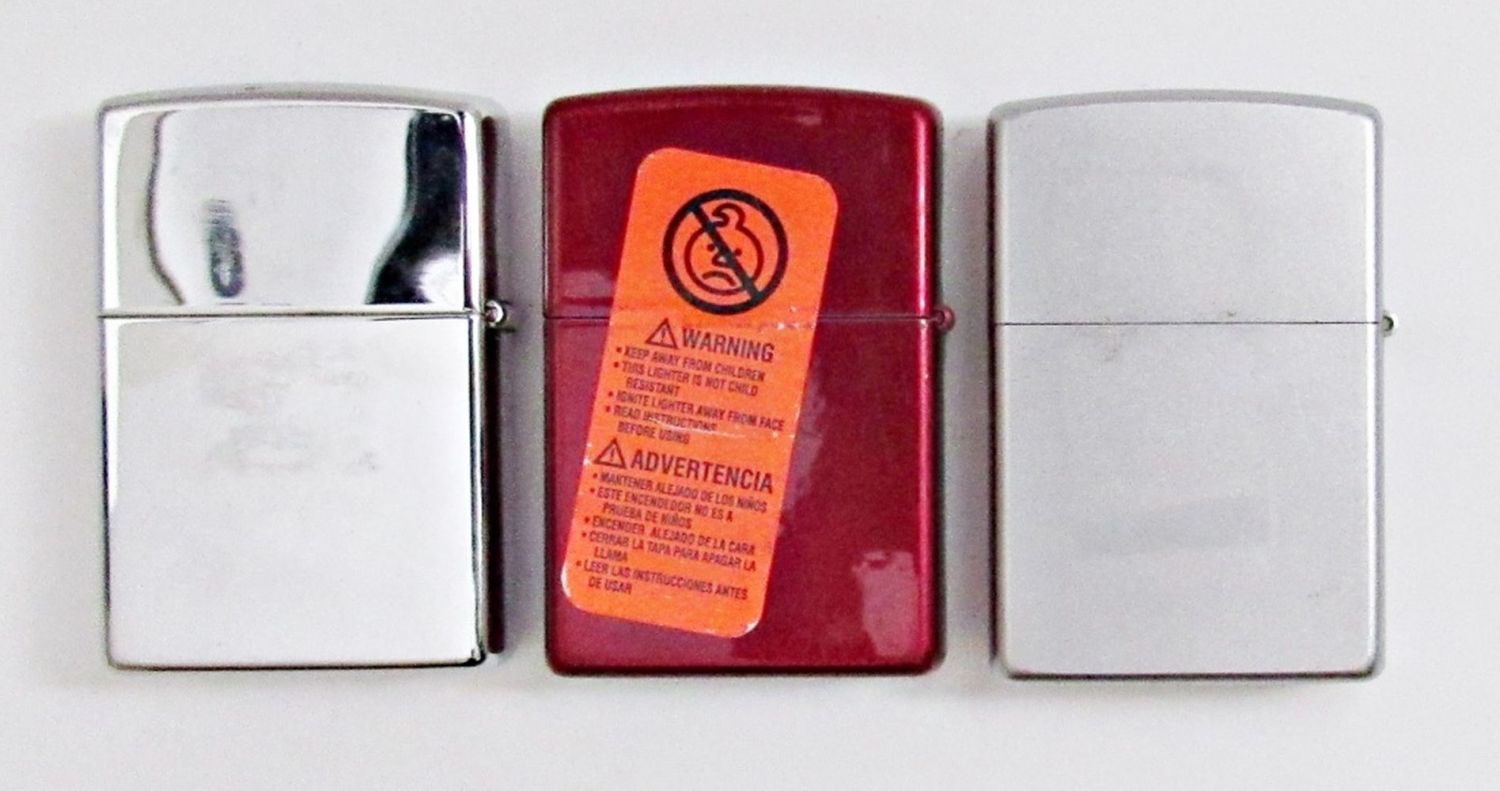 WARNING
• KEEP AWAY FROM CHILDREN
• THIS LIGHTER IS NOT CHILD
RESISTANT
• IGNITE LIGHTER AWAY FROM FACE
• READ INSTRUCTIONS
BEFORE USING
ADVERTENCIA
• MANTENER ALEJADO DE LOS NIÑOS
• ESTE ENCENDEDOR NO ES A
PRUEBA DE NIÑOS
• ENCENDER ALEJADO DE LA CARA
• CERRAR LA TAPA PARA APAGAR LA
LLAMA
• LEER LAS INSTRUCCIONES ANTES
DE USAR